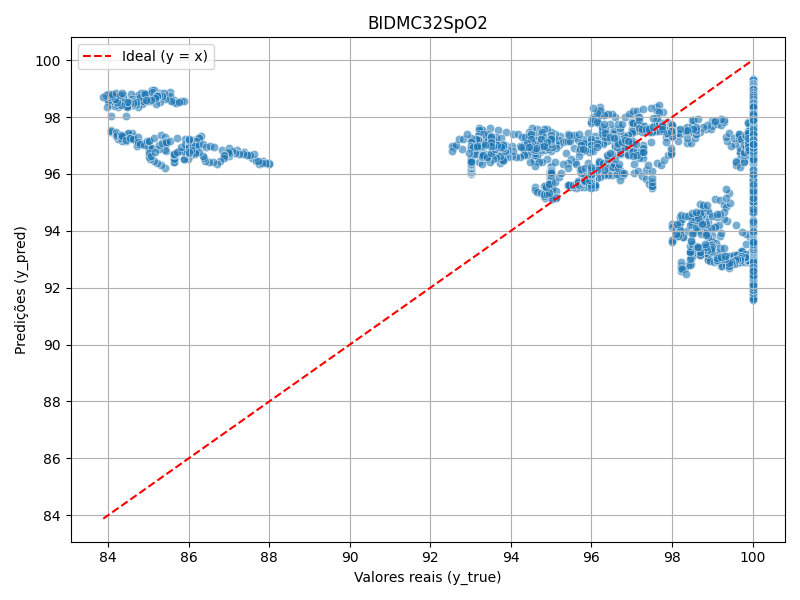 BIDMC32SpO2
Ideal (y = x)
100
98
96
94
92
90
88
86
84
Predições (y_pred)
84 86 88 90 92 94 96 98 100
Valores reais (y_true)